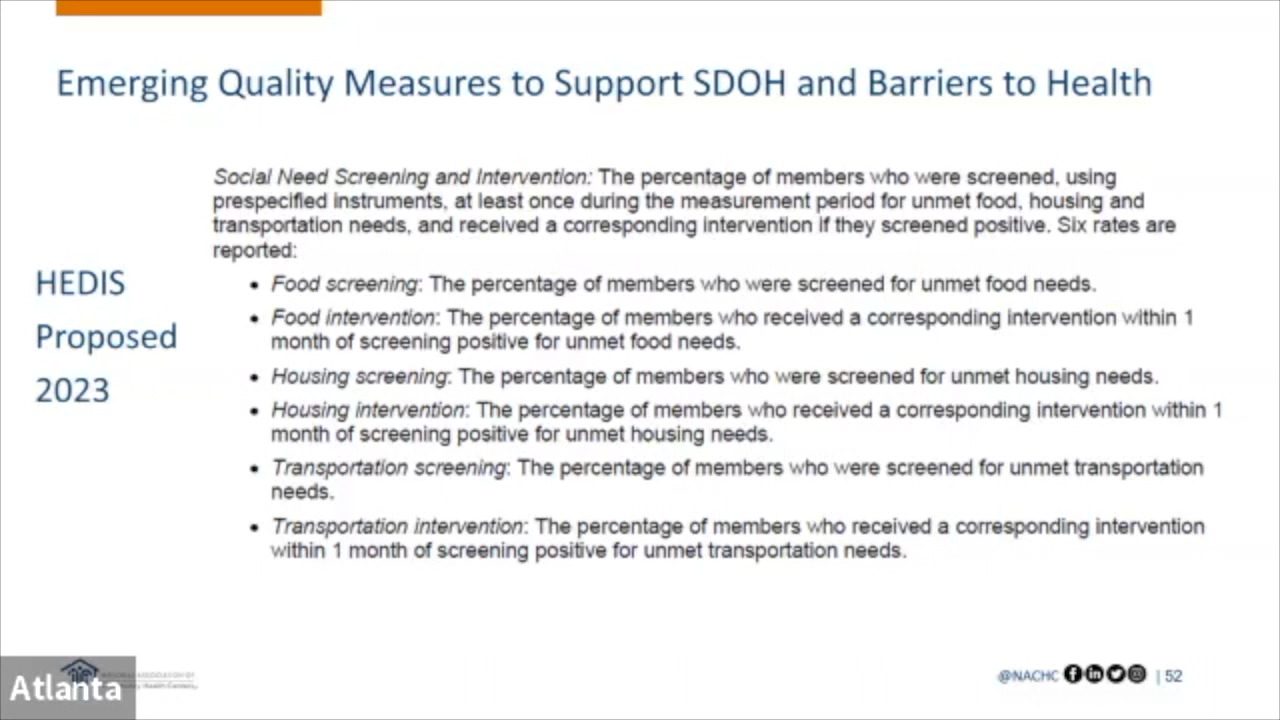 Emerging Quality Measures to Support SDOH and Barriers to Health
HEDIS
Proposed
2023
Social Need Screening and Intervention: The percentage of members who were screened, using
prespecified instruments, at least once during the measurement period for unmet food, housing and
transportation needs, and received a corresponding intervention if they screened positive. Six rates are
reported:
• Food screening: The percentage of members who were screened for unmet food needs.
• Food intervention: The percentage of members who received a corresponding intervention within 1
month of screening positive for unmet food needs.
• Housing screening: The percentage of members who were screened for unmet housing needs.
• Housing intervention: The percentage of members who received a corresponding intervention within 1
month of screening positive for unmet housing needs.
• Transportation screening: The percentage of members who were screened for unmet transportation
needs.
• Transportation intervention: The percentage of members who received a corresponding intervention
within 1 month of screening positive for unmet transportation needs.
Atlanta
@NACHC | 52